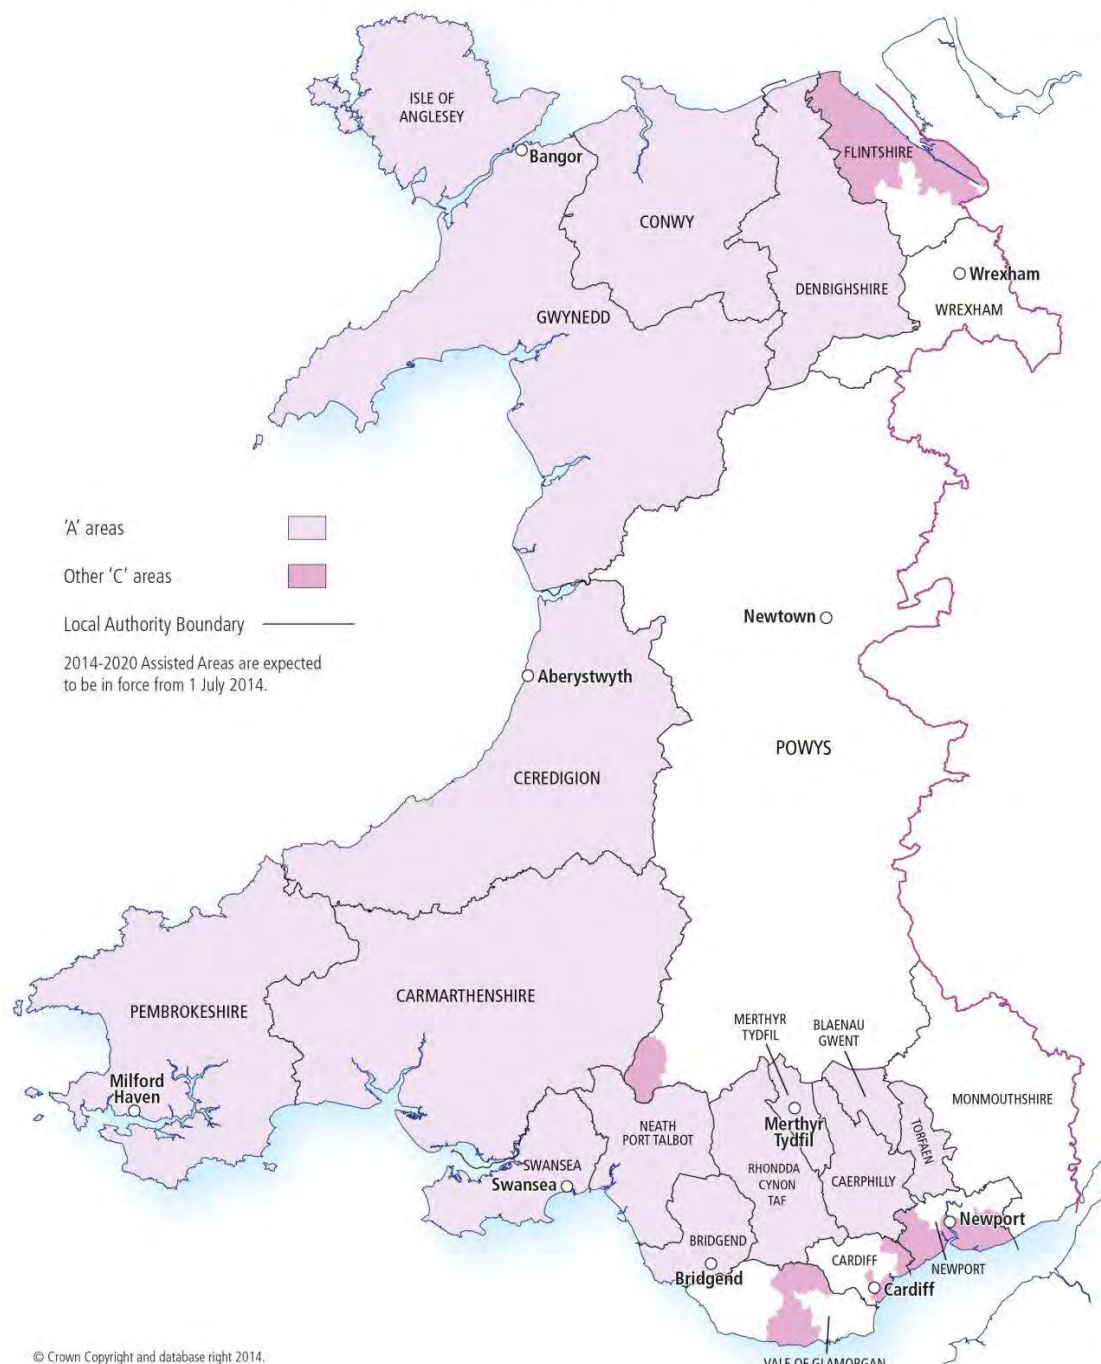 ISLE OF
ANGLESEY
Bangor
FLINTSHIRE
CONWY
Wrexham
DENBIGHSHIRE
WREXHAM
GWYNEDD
'A' areas
Other 'C' areas
Local Authority Boundary
2014-2020 Assisted Areas are expected
to be in force from 1 July 2014.
Newtown
Aberystwyth
POWYS
CEREDIGION
CARMARTHENSHIRE
PEMBROKESHIRE
MERTHYR
TYDFIL
BLAENAU
GWENT
Milford
Haven
MONMOUTHSHIRE
NEATH
PORT TALBOT
Merthyr
Tydfil
TORFAEN
SWANSEA
Swansea
RHONDDA
CYNON
TAF
CAERPHILLY
Newport
BRIDGEND
Bridgend
CARDIFF
NEWPORT
Cardiff
VALE OF GLAMORGAN
© Crown Copyright and database right 2014.